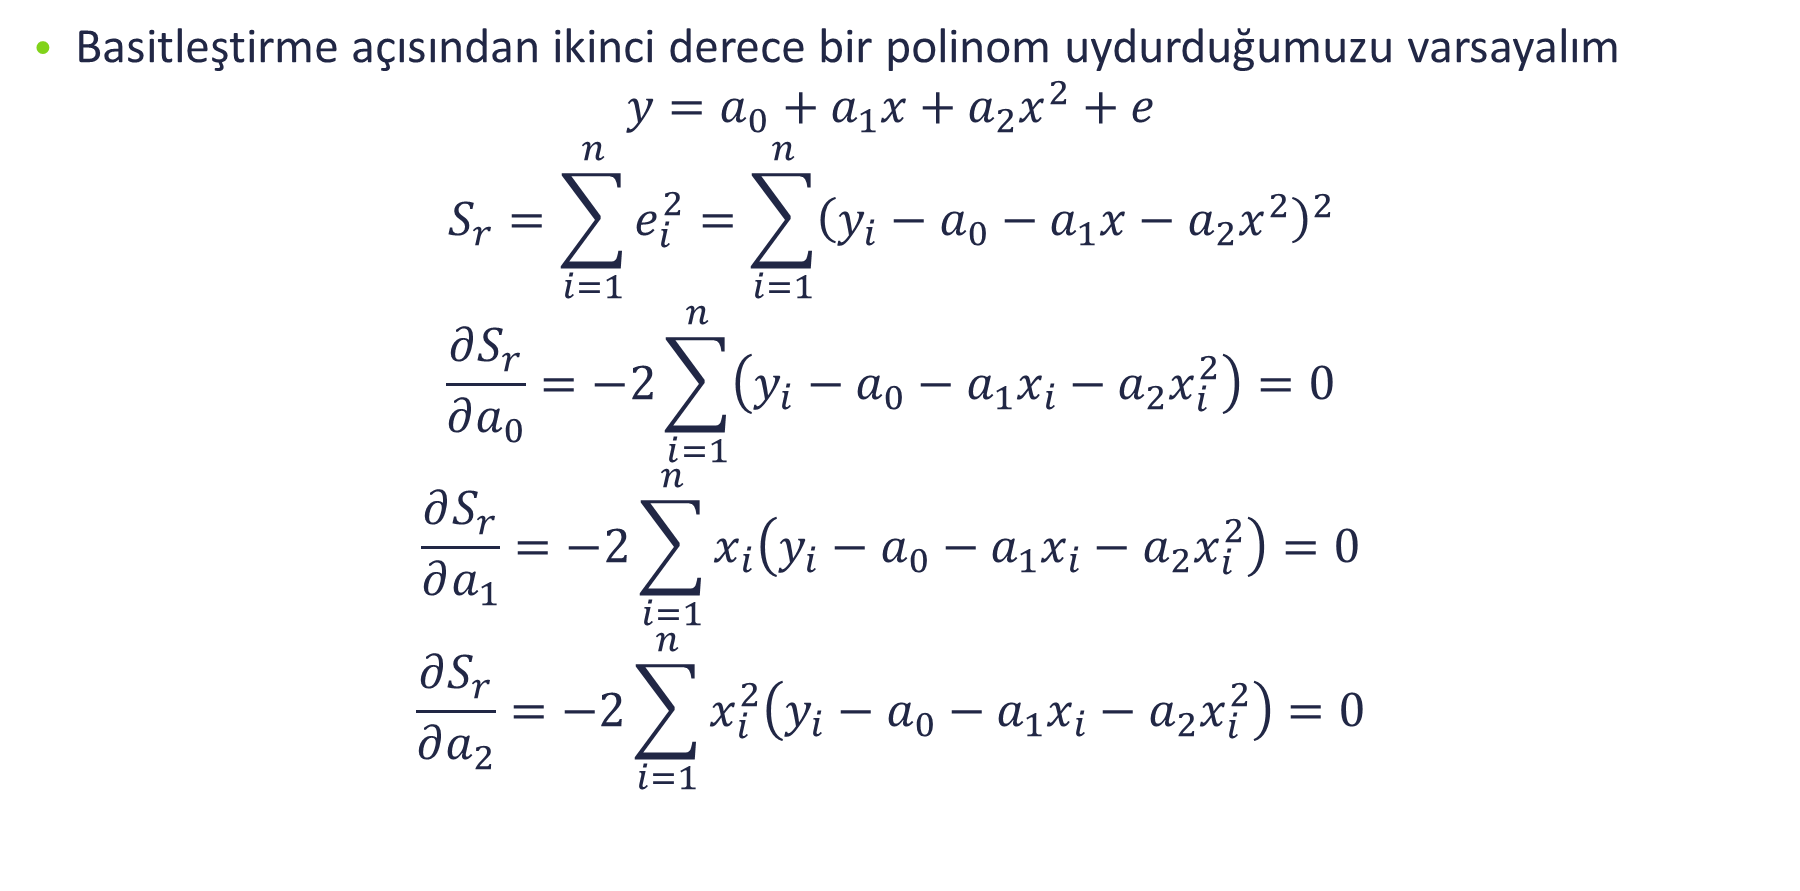 • Basitleştirme açısından ikinci derece bir polinom uydurduğumuzu varsayalım
$y = a_0 + a_1x + a_2x^2 + e$
$S_r = \sum_{i=1}^{n} e_i^2 = \sum_{i=1}^{n} (y_i - a_0 - a_1x - a_2x^2)^2$
$\frac{\partial S_r}{\partial a_0} = -2 \sum_{i=1}^{n} (y_i - a_0 - a_1x_i - a_2x_i^2) = 0$
$\frac{\partial S_r}{\partial a_1} = -2 \sum_{i=1}^{n} x_i(y_i - a_0 - a_1x_i - a_2x_i^2) = 0$
$\frac{\partial S_r}{\partial a_2} = -2 \sum_{i=1}^{n} x_i^2(y_i - a_0 - a_1x_i - a_2x_i^2) = 0$